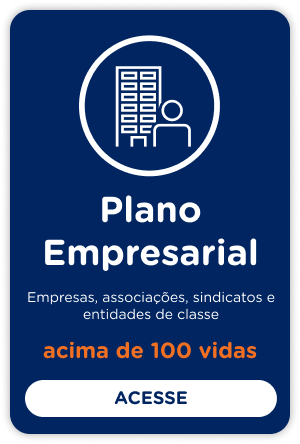 Plano
Empresarial
Empresas, associações, sindicatos e
entidades de classe
acima de 100 vidas
ACESSE